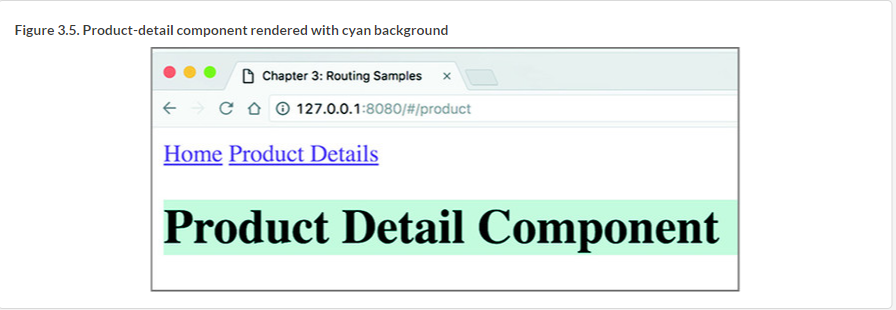 Figure 3.5. Product-detail component rendered with cyan background
Chapter 3: Routing Samples
127.0.0.1:8080/#/product
Home Product Details
Product Detail Component